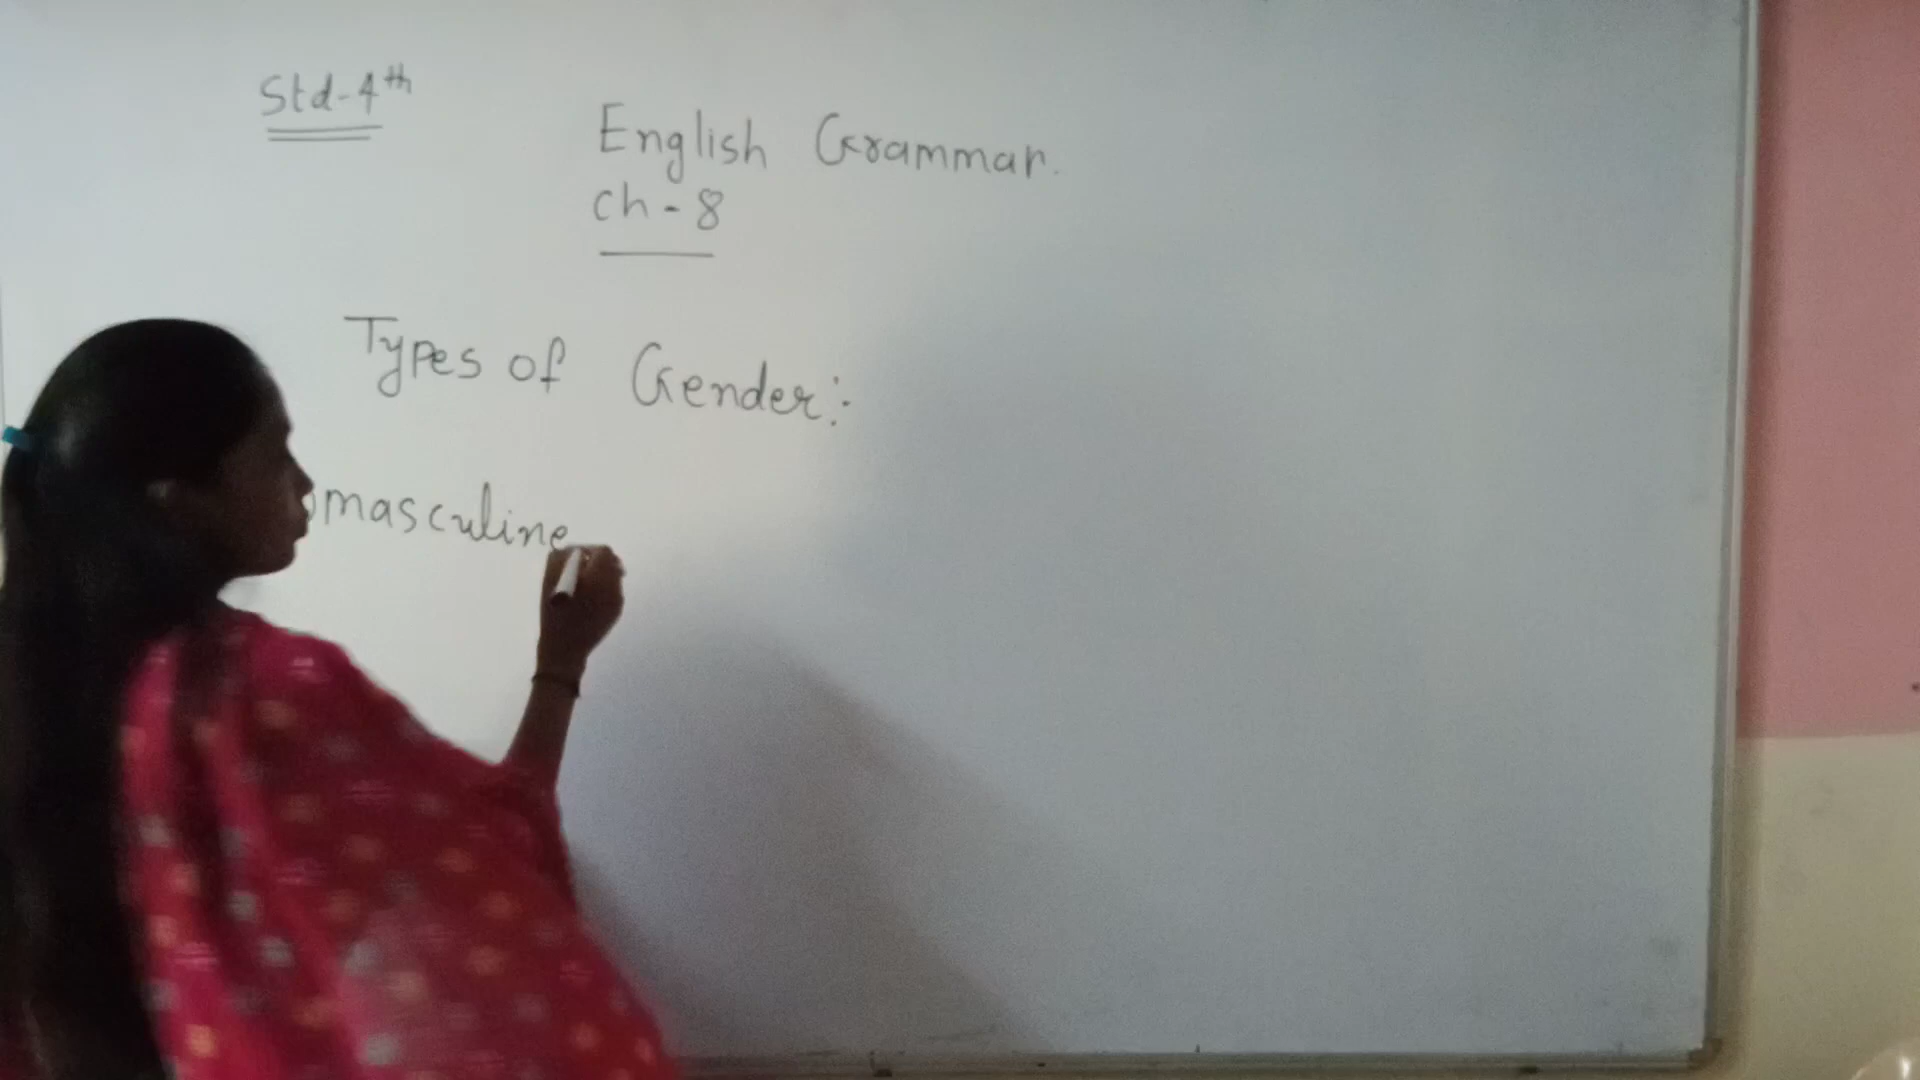 Std-4th
English Grammar.
Ch-8
Types of Gender:-
masculine